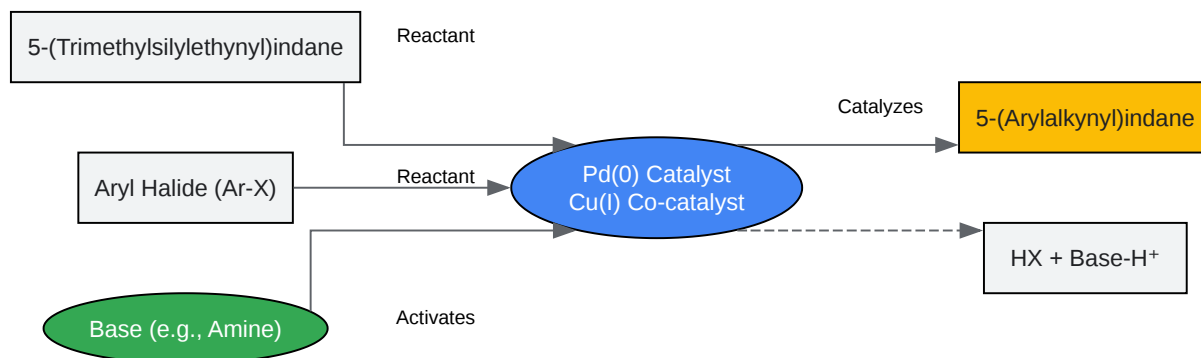 5-(Trimethylsilylethynyl)indane
Reactant
Catalyzes
5-(Arylalkynyl)indane
Aryl Halide (Ar-X)
Reactant
Pd(0) Catalyst
Cu(I) Co-catalyst
HX + Base-H⁺
Base (e.g., Amine)
Activates